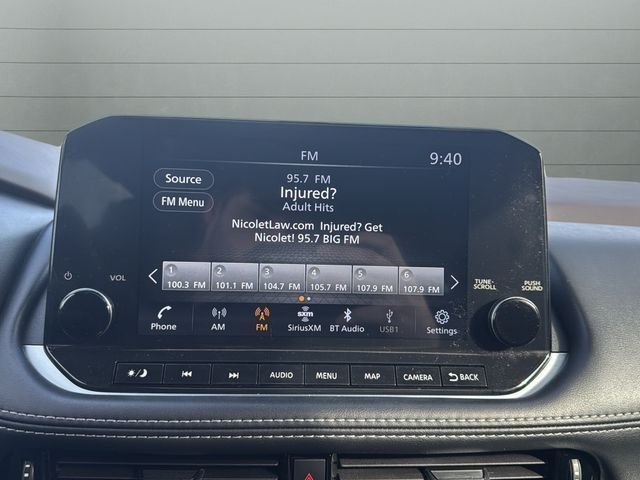 FM
9:40
Source
95.7 FM
FM Menu
Injured?
Adult Hits
NicoletLaw.com Injured? Get
Nicolet! 95.7 BIG FM
1 2 3 4 5 6
100.3 FM 101.1 FM 104.7 FM 105.7 FM 107.9 FM 107.9 FM
VOL
TUNE-
SCROLL
PUSH
SOUND
sxm
Phone AM FM SiriusXM BT Audio USB1 Settings
AUDIO MENU MAP CAMERA BACK